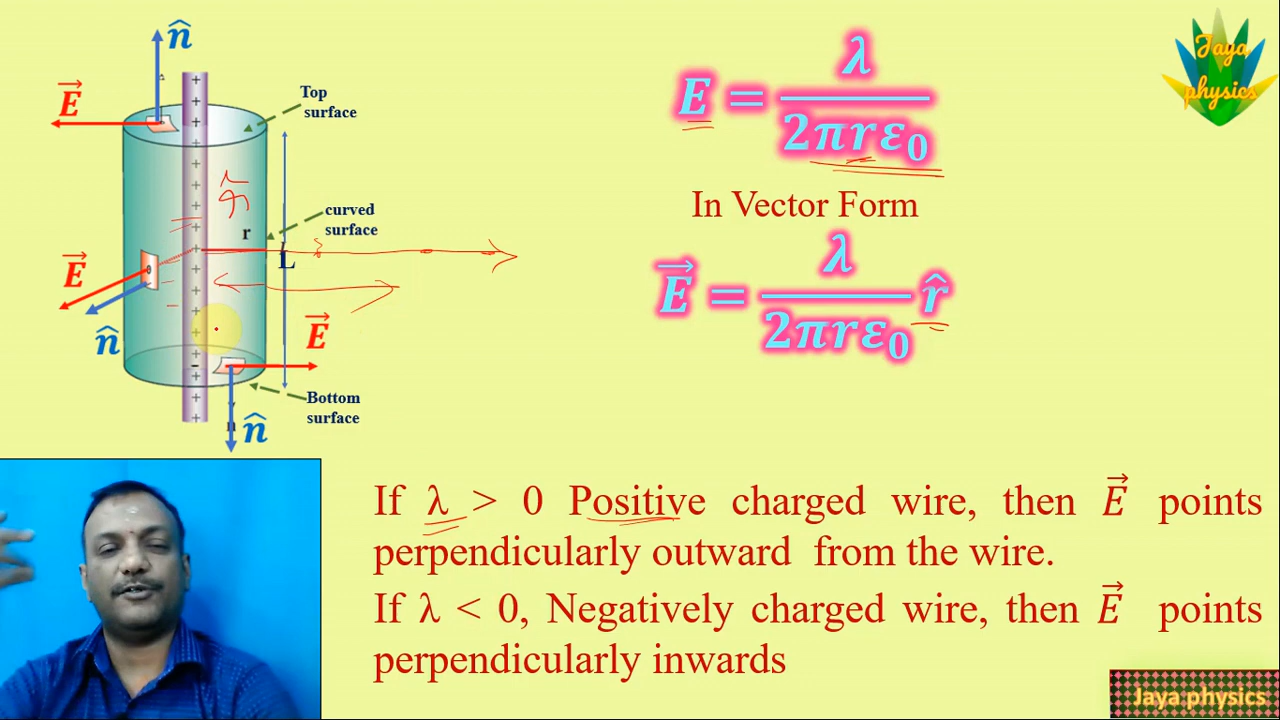 n̂
E⃗
Top
surface
r̂
curved
surface
r
L
E⃗
n̂
E⃗
Bottom
surface
n̂
E = λ / 2πrε₀
In Vector Form
E⃗ = λ / 2πrε₀ r̂
Jaya
physics
If λ > 0 Positive charged wire, then E⃗ points
perpendicularly outward from the wire.
If λ < 0, Negatively charged wire, then E⃗ points
perpendicularly inwards
Jaya physics